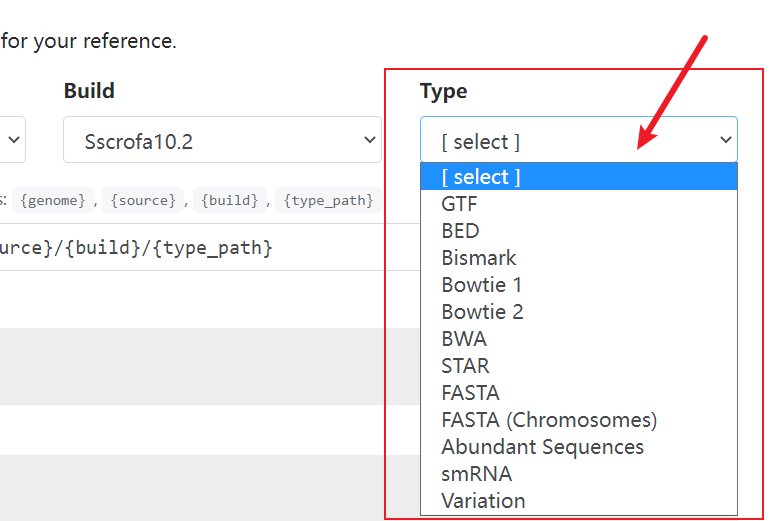 for your reference.
Build
Type
Sscrofa10.2
[ select ]
s: {genome} , {source} , {build} , {type_path}
urce}/{build}/{type_path}
[ select ]
GTF
BED
Bismark
Bowtie 1
Bowtie 2
BWA
STAR
FASTA
FASTA (Chromosomes)
Abundant Sequences
smRNA
Variation